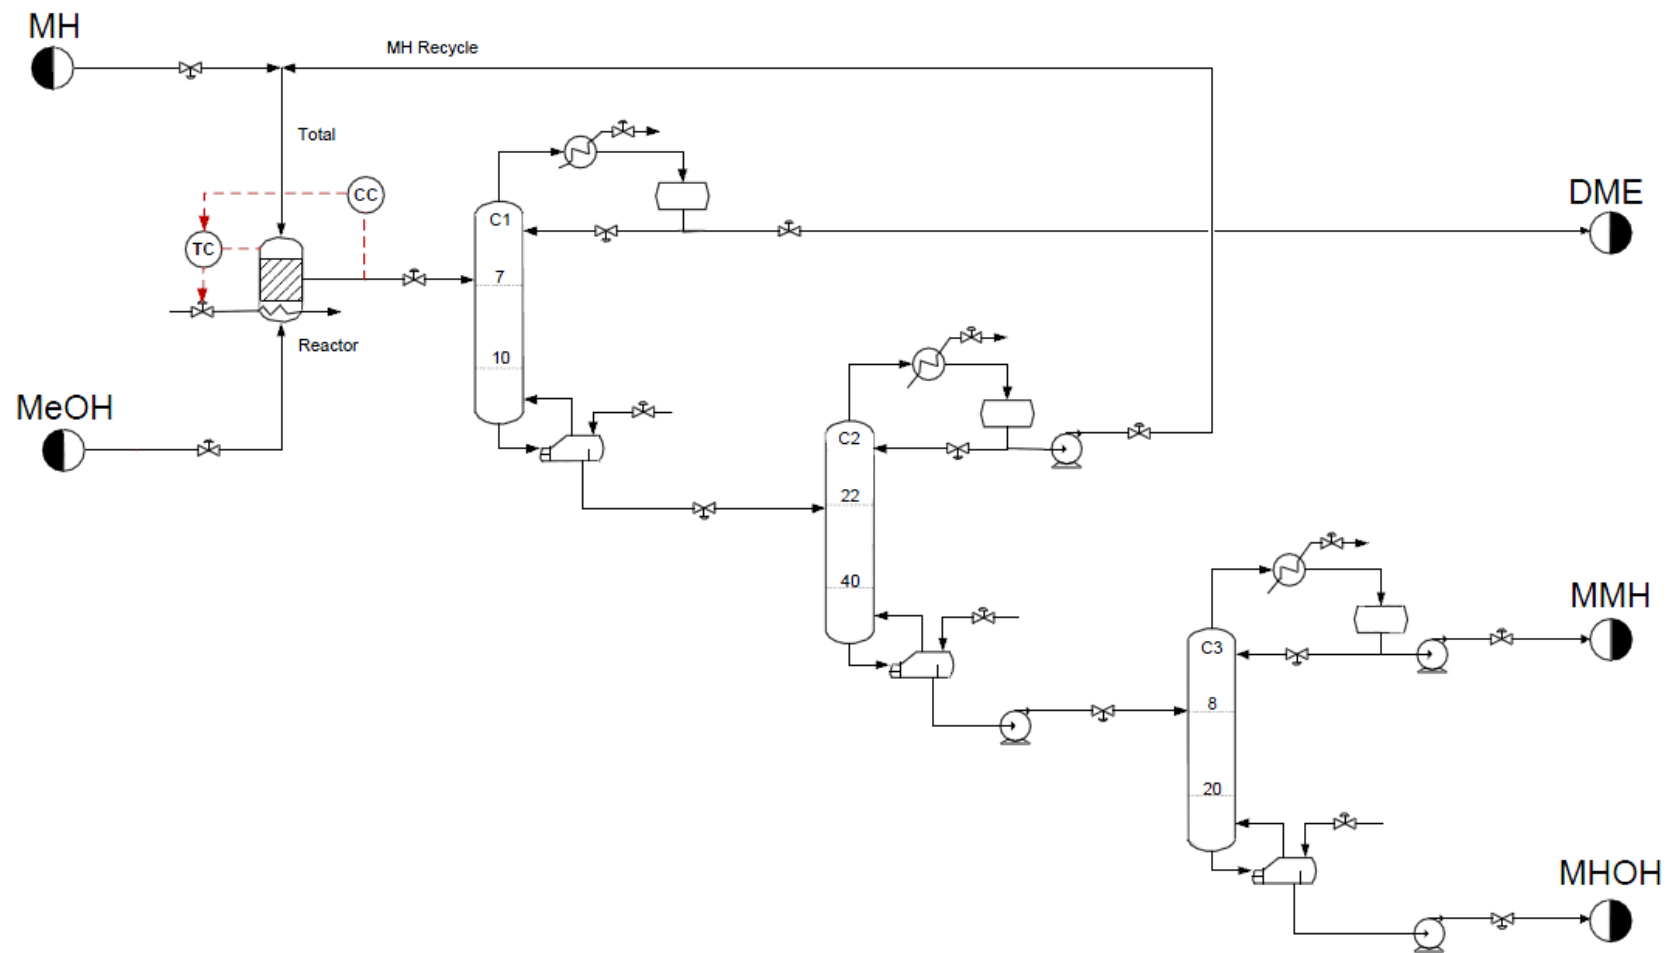 MH
MH Recycle
Total
CC
TC
Reactor
MeOH
C1
7
10
DME
C2
22
40
C3
8
20
MMH
MHOH